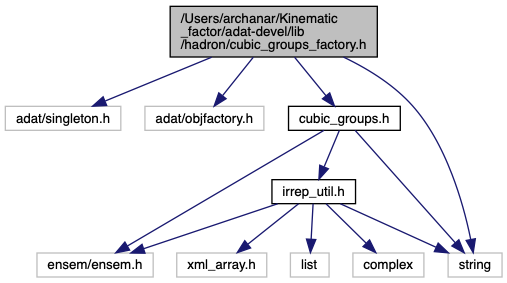 /Users/archanar/Kinematic
_factor/adat-devel/lib
/hadron/cubic_groups_factory.h
adat/singleton.h
adat/objfactory.h
cubic_groups.h
irrep_util.h
ensem/ensem.h
xml_array.h
list
complex
string